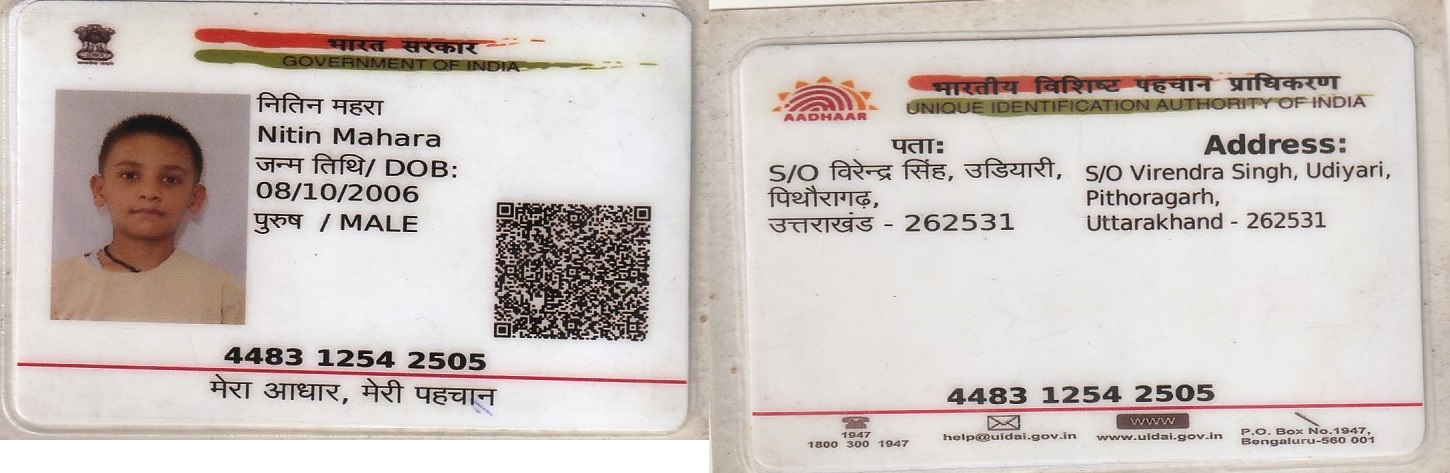 भारत सरकार
GOVERNMENT OF INDIA
नितिन महरा
Nitin Mahara
जन्म तिथि/ DOB:
08/10/2006
पुरुष / MALE
4483 1254 2505
मेरा आधार, मेरी पहचान
भारतीय विशिष्ट पहचान प्राधिकरण
UNIQUE IDENTIFICATION AUTHORITY OF INDIA
AADHAAR
पता:
S/O विरेन्द्र सिंह, उडियारी,
पिथौरागढ़,
उत्तराखंड - 262531
Address:
S/O Virendra Singh, Udiyari,
Pithoragarh,
Uttarakhand - 262531
4483 1254 2505
1947
1800 300 1947
help@uidai.gov.in
www
www.uidai.gov.in
P.O. Box No.1947,
Bengaluru-560 001